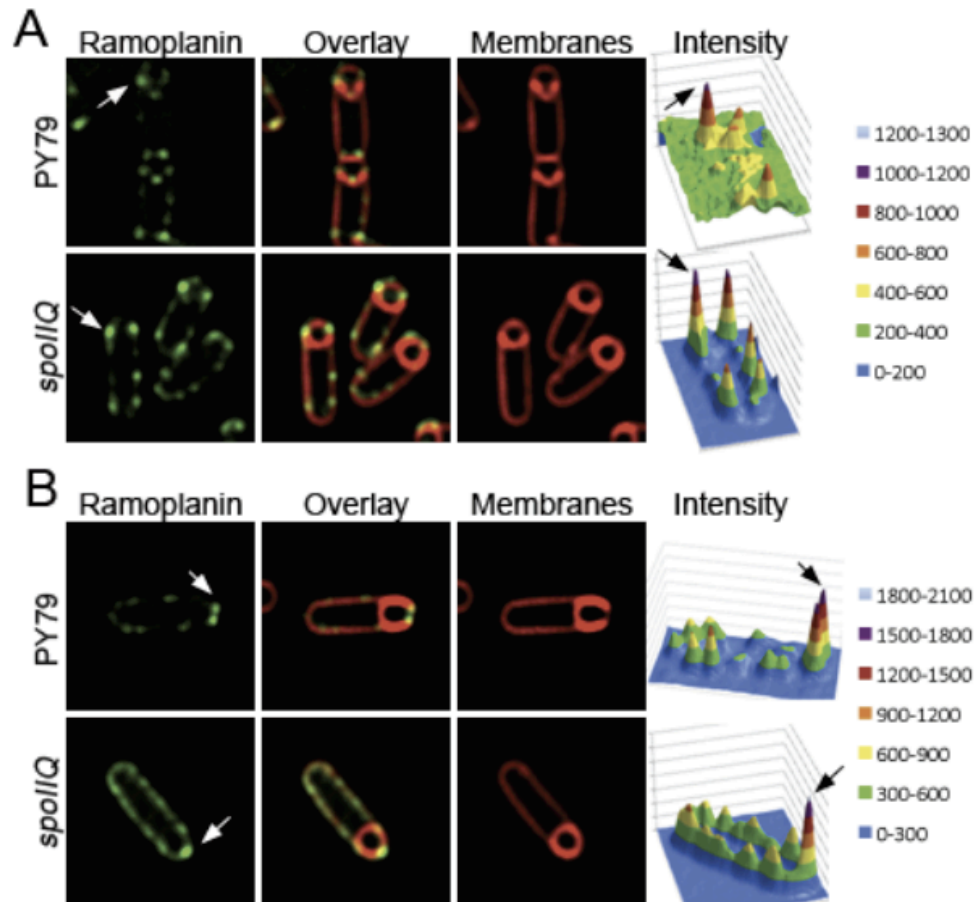 A
Ramoplanin Overlay Membranes Intensity
PY79
1200-1300
1000-1200
800-1000
600-800
400-600
200-400
0-200
spoIIQ
B
Ramoplanin Overlay Membranes Intensity
PY79
1800-2100
1500-1800
1200-1500
900-1200
600-900
300-600
0-300
spoIIQ